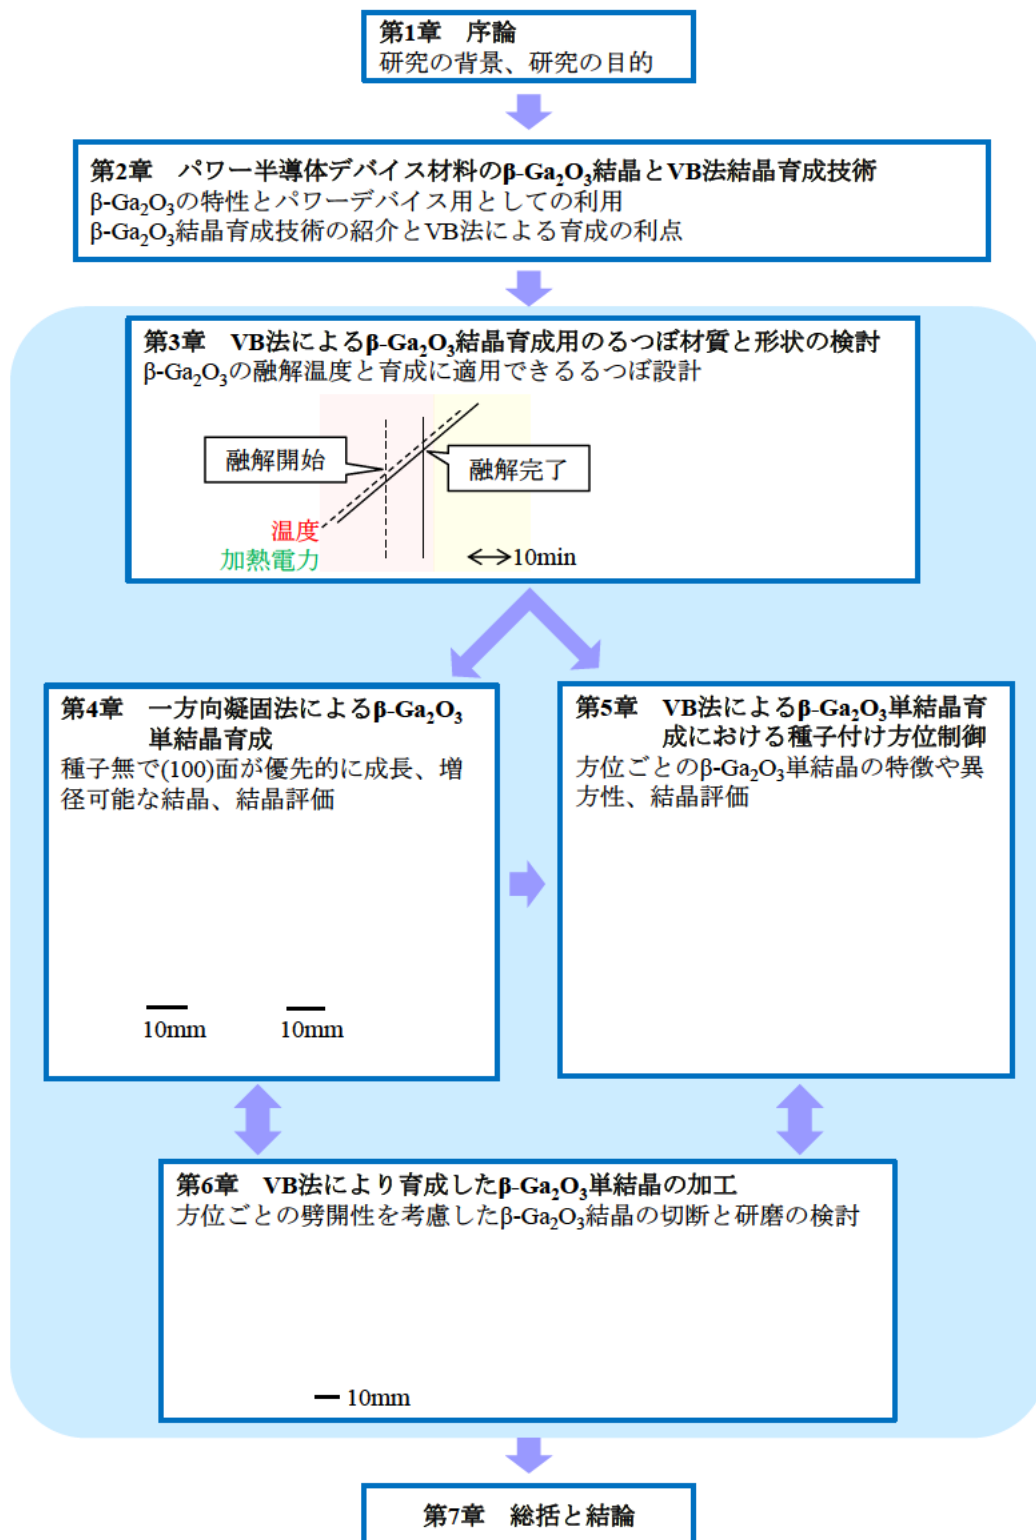 第1章　序論
研究の背景、研究の目的
第2章　パワー半導体デバイス材料のβ-Ga₂O₃結晶とVB法結晶育成技術
β-Ga₂O₃の特性とパワーデバイス用としての利用
β-Ga₂O₃結晶育成技術の紹介とVB法による育成の利点
第3章　VB法によるβ-Ga₂O₃結晶育成用のるつぼ材質と形状の検討
β-Ga₂O₃の融解温度と育成に適用できるるつぼ設計
融解開始
融解完了
温度
加熱電力
10min
第4章　一方向凝固法によるβ-Ga₂O₃
単結晶育成
種子無で(100)面が優先的に成長、増
径可能な結晶、結晶評価
10mm
10mm
第5章　VB法によるβ-Ga₂O₃単結晶育
成における種子付け方位制御
方位ごとのβ-Ga₂O₃単結晶の特徴や異
方性、結晶評価
第6章　VB法により育成したβ-Ga₂O₃単結晶の加工
方位ごとの劈開性を考慮したβ-Ga₂O₃結晶の切断と研磨の検討
10mm
第7章　総括と結論